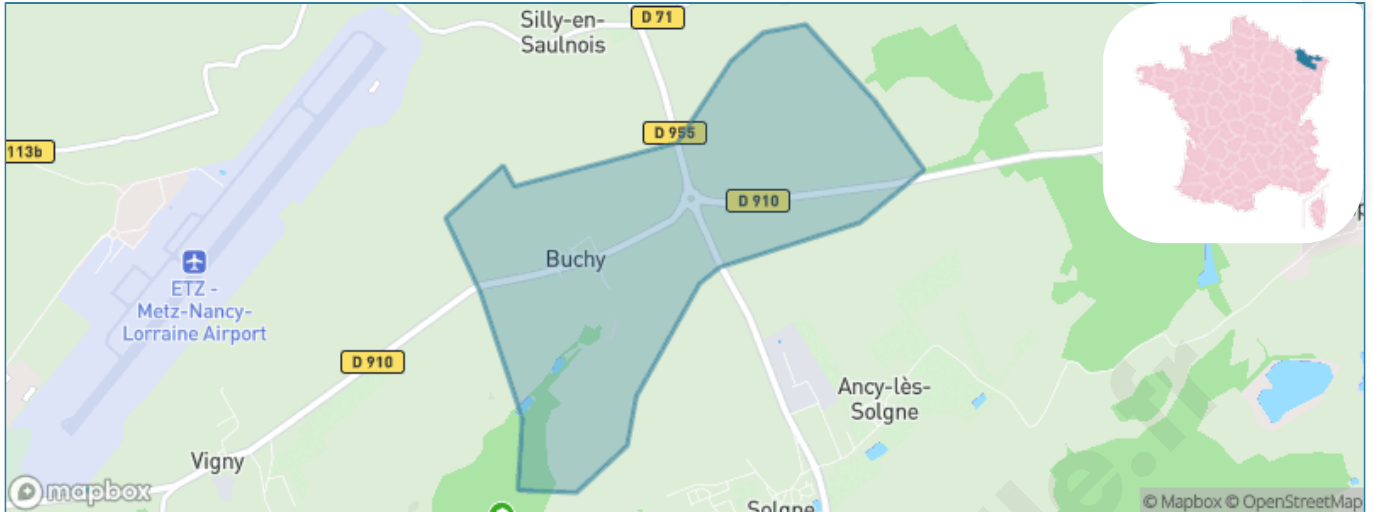 Silly-en-
Saulnois
D 71
D 955
113b
D 910
Buchy
ETZ -
Metz-Nancy-
Lorraine Airport
D 910
Ancy-lès-
Solgne
Vigny
Solgne
mapbox
© Mapbox © OpenStreetMap